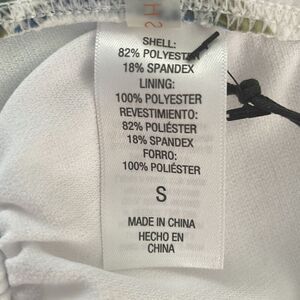 SHELL:
82% POLYESTER
18% SPANDEX
LINING:
100% POLYESTER
REVESTIMIENTO:
82% POLIÉSTER
18% SPANDEX
FORRO:
100% POLIÉSTER
S
MADE IN CHINA
HECHO EN
CHINA